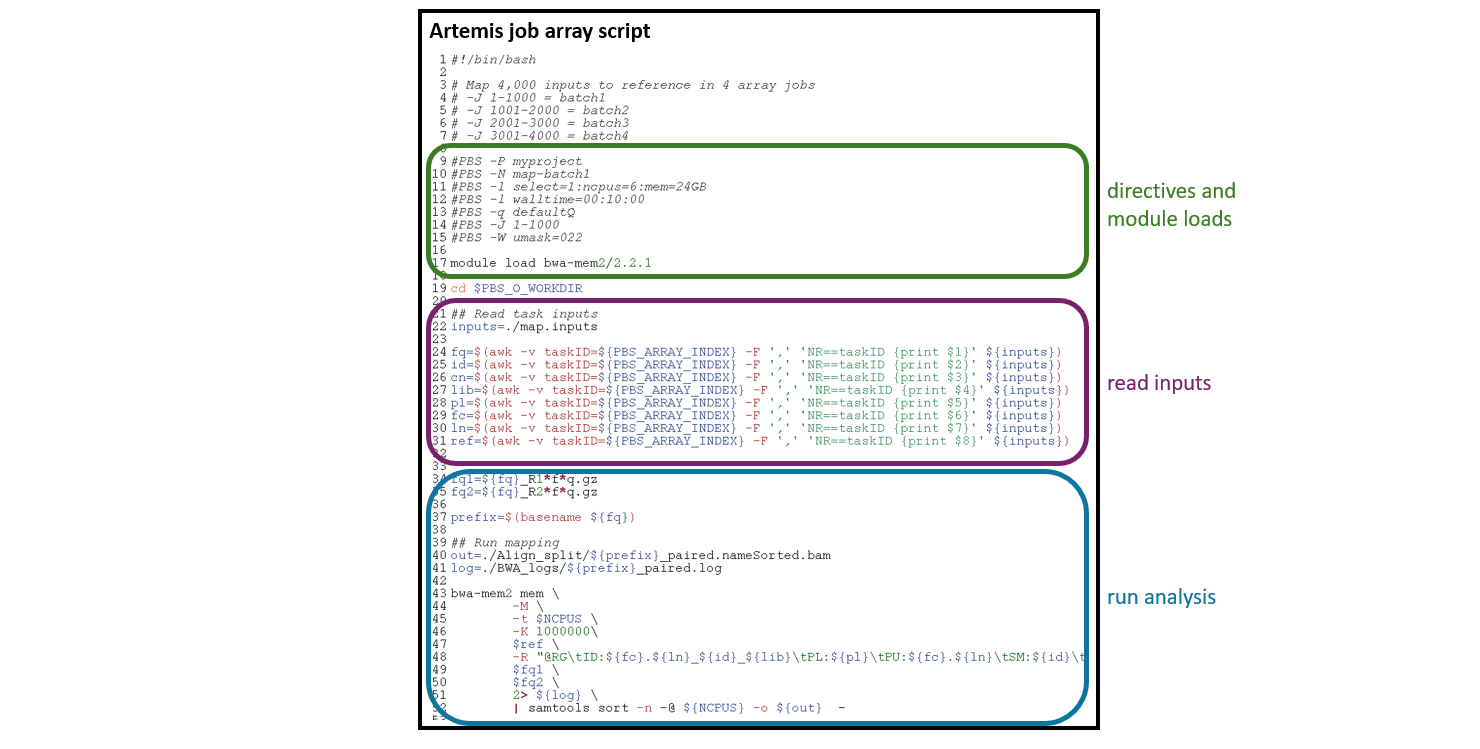 Artemis job array script
1 #!/bin/bash
2
3 # Map 4,000 inputs to reference in 4 array jobs
4 # -J 1-1000 = batch1
5 # -J 1001-2000 = batch2
6 # -J 2001-3000 = batch3
7 # -J 3001-4000 = batch4
9 #PBS -P myproject
10 #PBS -N map-batch1
11 #PBS -l select=1:ncpus=6:mem=24GB
12 #PBS -l walltime=00:10:00
13 #PBS -q defaultQ
14 #PBS -J 1-1000
15 #PBS -W umask=022
16
17 module load bwa-mem2/2.2.1
directives and
module loads
19 cd $PBS_O_WORKDIR
20
21 ## Read task inputs
22 inputs=./map.inputs
23
24 fq=$(awk -v taskID=${PBS_ARRAY_INDEX} -F ',' 'NR==taskID {print $1}' ${inputs})
25 id=$(awk -v taskID=${PBS_ARRAY_INDEX} -F ',' 'NR==taskID {print $2}' ${inputs})
26 cn=$(awk -v taskID=${PBS_ARRAY_INDEX} -F ',' 'NR==taskID {print $3}' ${inputs})
27 lib=$(awk -v taskID=${PBS_ARRAY_INDEX} -F ',' 'NR==taskID {print $4}' ${inputs})
28 pl=$(awk -v taskID=${PBS_ARRAY_INDEX} -F ',' 'NR==taskID {print $5}' ${inputs})
29 fc=$(awk -v taskID=${PBS_ARRAY_INDEX} -F ',' 'NR==taskID {print $6}' ${inputs})
30 ln=$(awk -v taskID=${PBS_ARRAY_INDEX} -F ',' 'NR==taskID {print $7}' ${inputs})
31 ref=$(awk -v taskID=${PBS_ARRAY_INDEX} -F ',' 'NR==taskID {print $8}' ${inputs})
32
33
read inputs
34 fq1=${fq}_R1*f*q.gz
35 fq2=${fq}_R2*f*q.gz
36
37 prefix=$(basename ${fq})
38
39 ## Run mapping
40 out=./Align_split/${prefix}_paired.nameSorted.bam
41 log=./BWA_logs/${prefix}_paired.log
42
43 bwa-mem2 mem \
44 -M \
45 -t $NCPUS \
46 -K 1000000\
47 $ref \
48 -R "@RG\tID:${fc}.${ln}_${id}_${lib}\tPL:${pl}\tPU:${fc}.${ln}\tSM:${id}\t
49 $fq1 \
50 $fq2 \
51 2> ${log} \
52 | samtools sort -n -@ ${NCPUS} -o ${out} -
run analysis